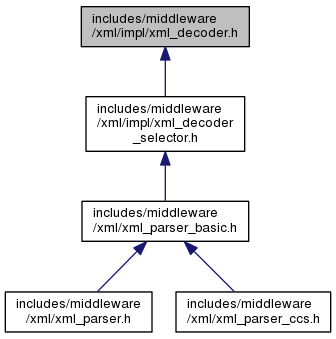 includes/middleware
/xml/impl/xml_decoder.h
includes/middleware
/xml/impl/xml_decoder
_selector.h
includes/middleware
/xml/xml_parser_basic.h
includes/middleware
/xml/xml_parser.h
includes/middleware
/xml/xml_parser_ccs.h